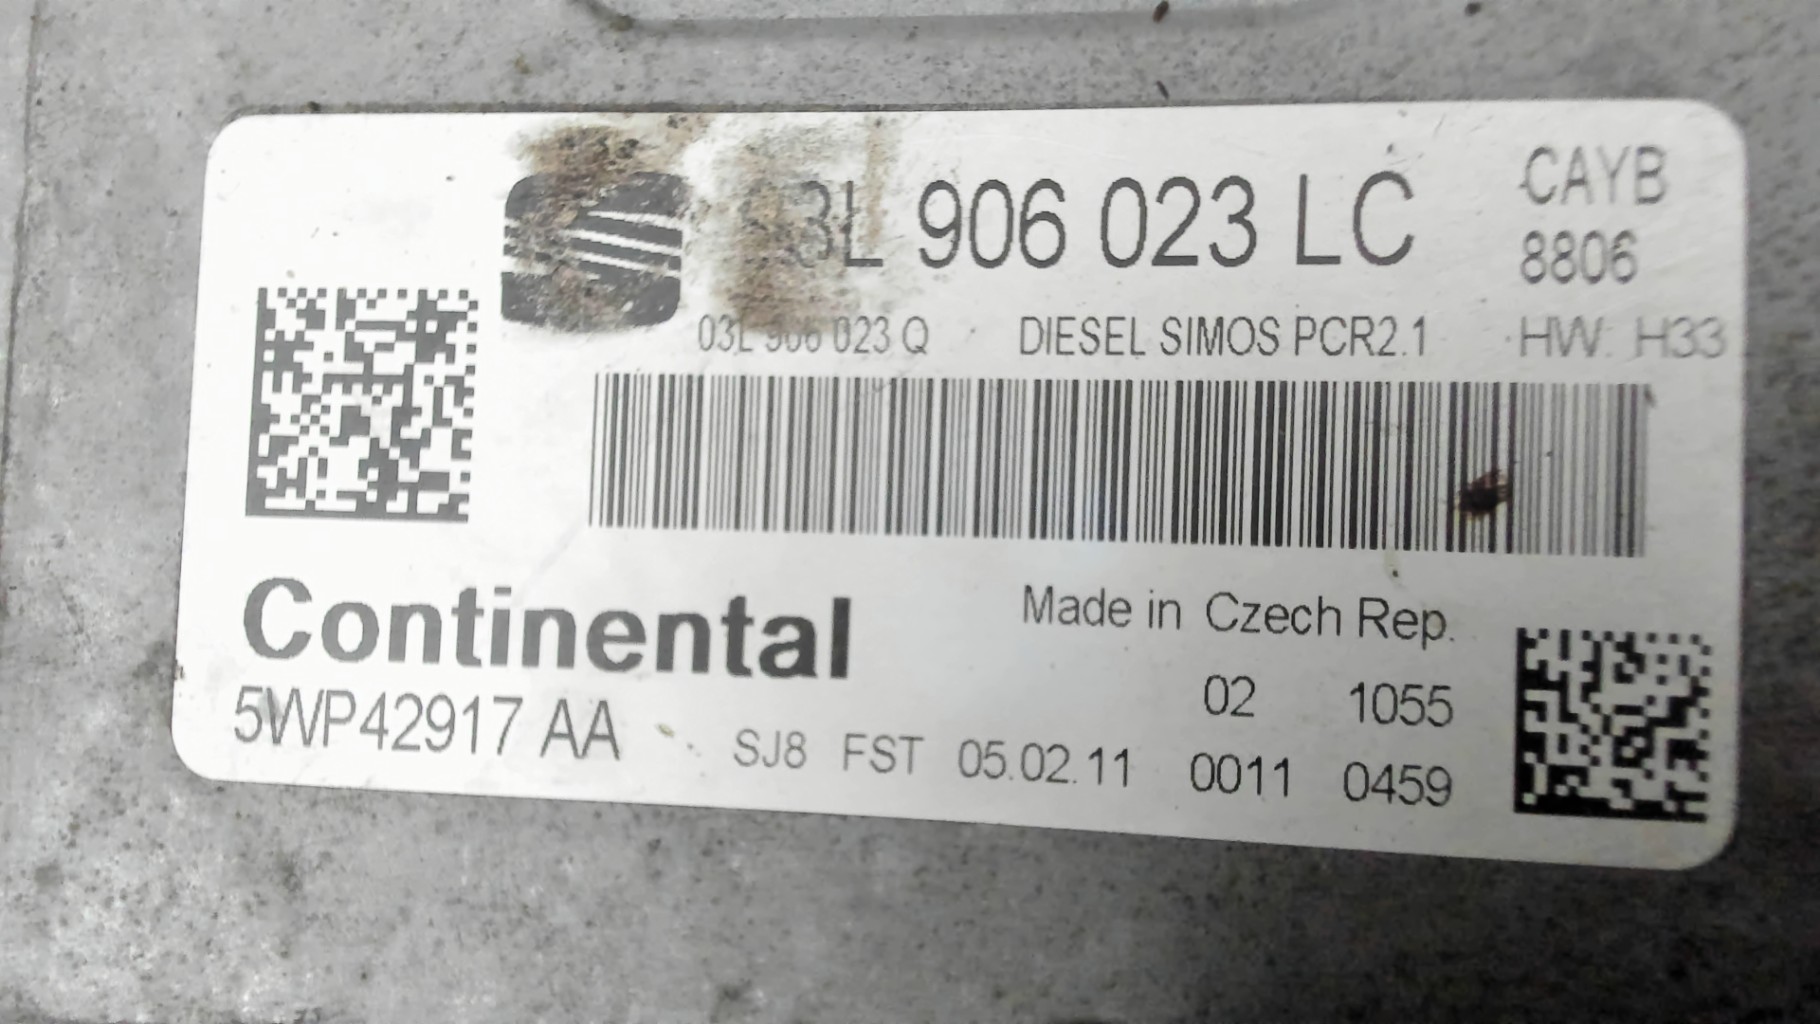 3L 906 023 LC
CAYB
8806
03L 906 023 Q DIESEL SIMOS PCR2.1 HW: H33
Continental
Made in Czech Rep.
5WP42917 AA
02 1055
SJ8 FST 05.02.11 0011 0459